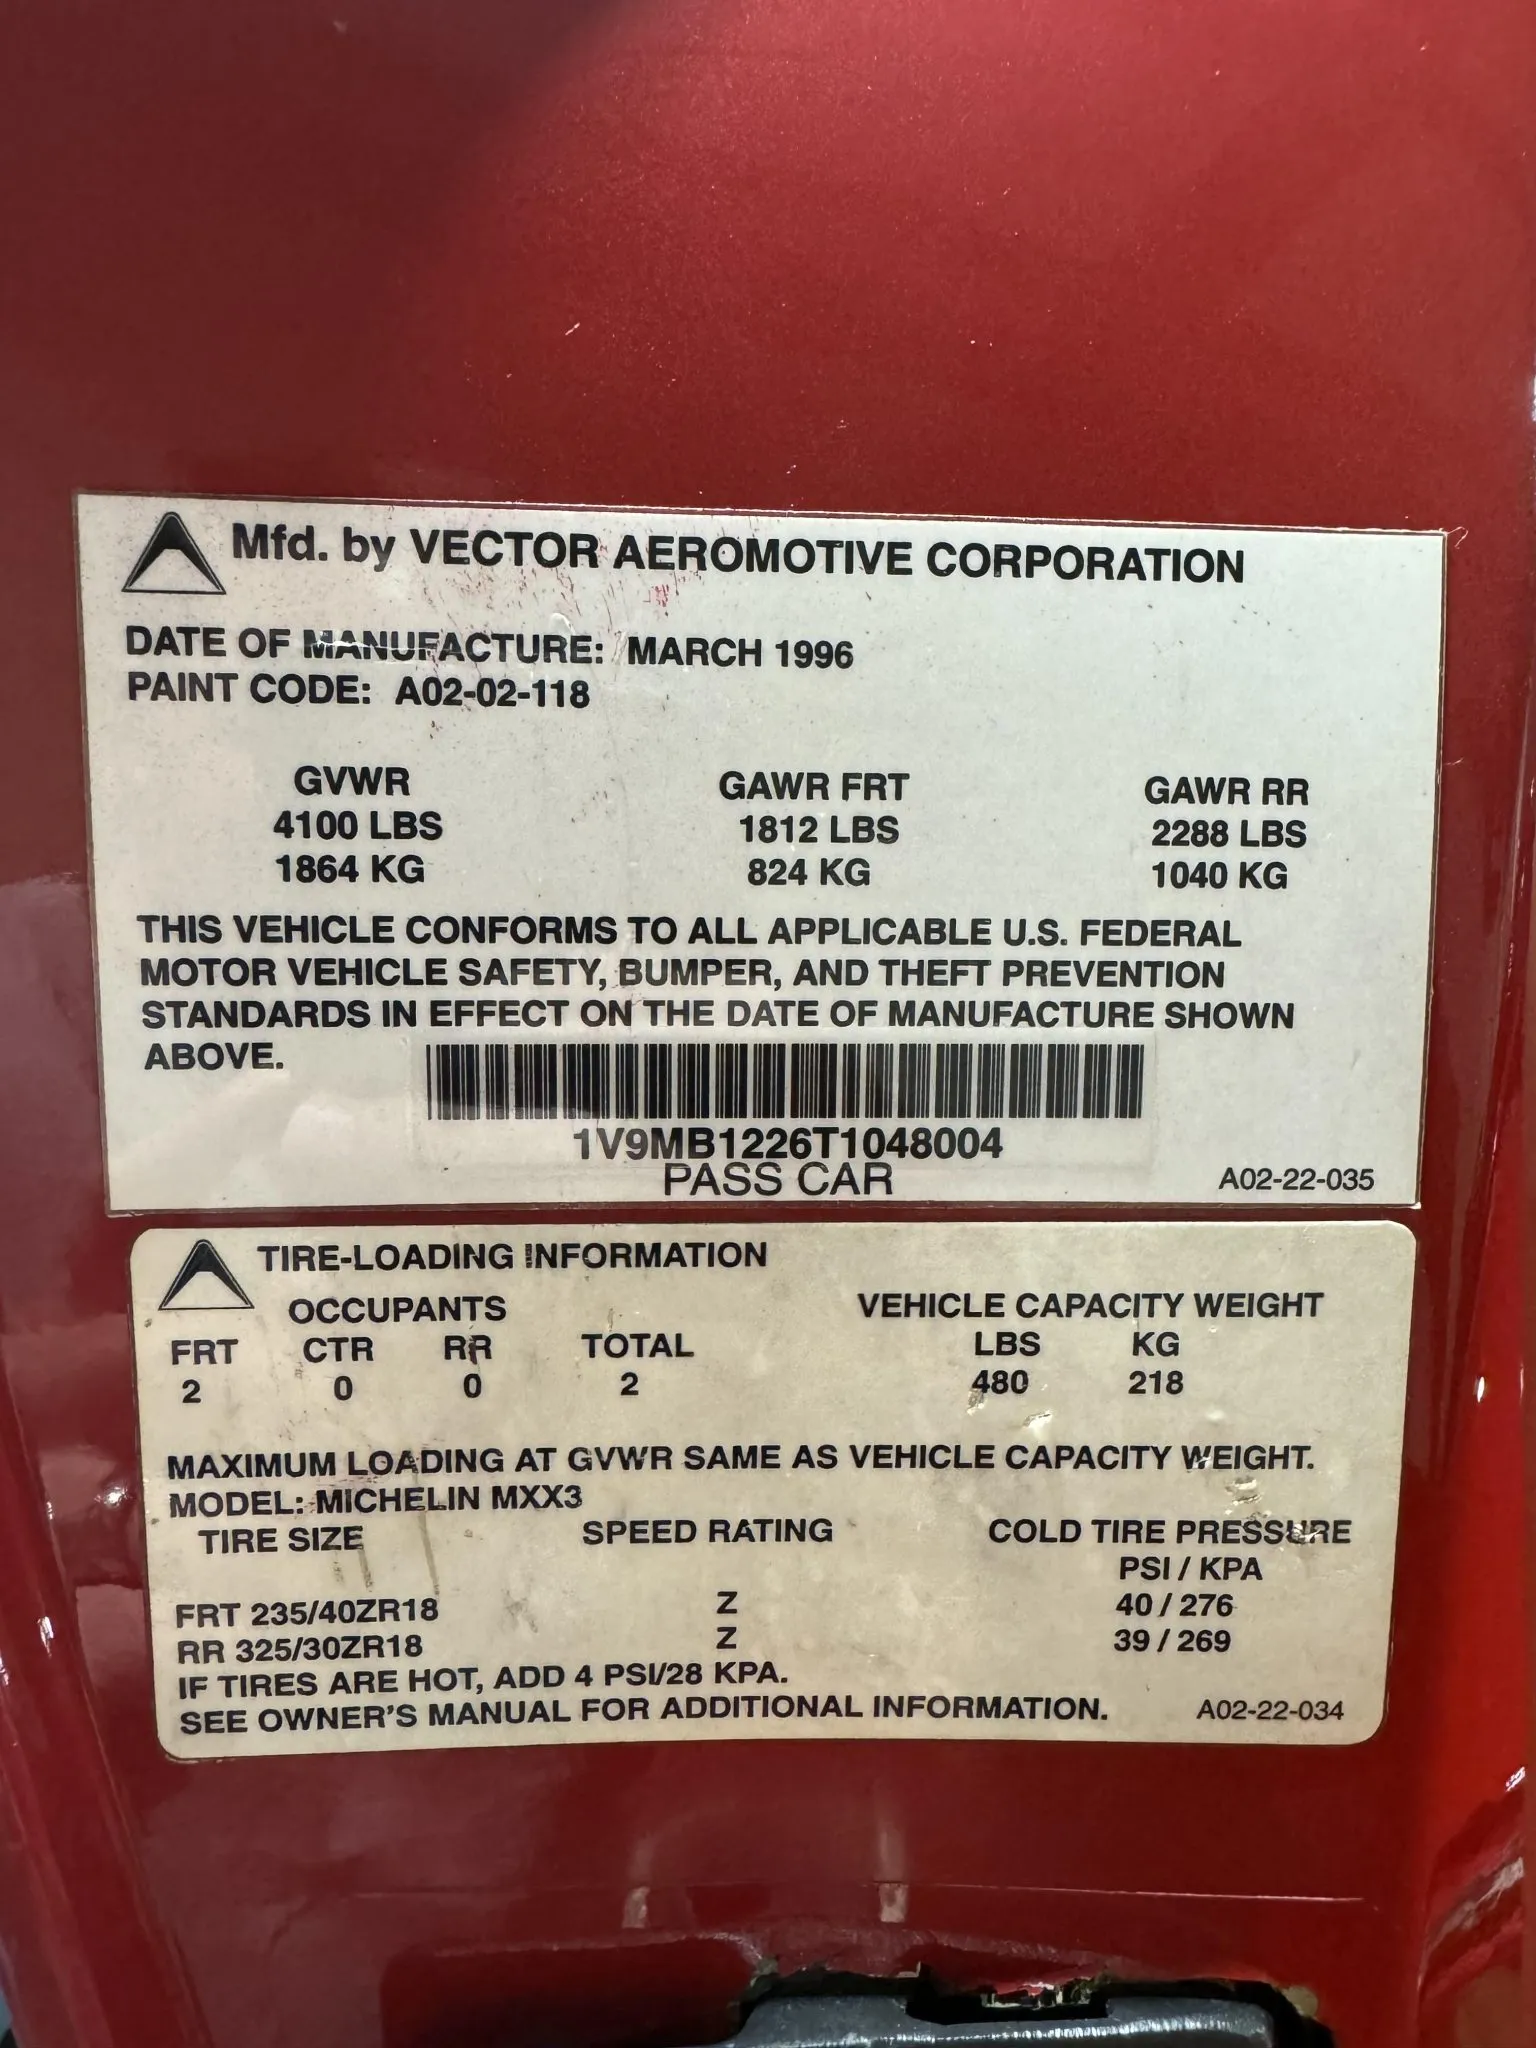 Mfd. by VECTOR AEROMOTIVE CORPORATION
DATE OF MANUFACTURE: MARCH 1996
PAINT CODE: A02-02-118
GVWR GAWR FRT GAWR RR
4100 LBS 1812 LBS 2288 LBS
1864 KG 824 KG 1040 KG
THIS VEHICLE CONFORMS TO ALL APPLICABLE U.S. FEDERAL
MOTOR VEHICLE SAFETY, BUMPER, AND THEFT PREVENTION
STANDARDS IN EFFECT ON THE DATE OF MANUFACTURE SHOWN
ABOVE.
1V9MB1226T1048004
PASS CAR A02-22-035
TIRE-LOADING INFORMATION
OCCUPANTS VEHICLE CAPACITY WEIGHT
FRT CTR RR TOTAL LBS KG
2 0 0 2 480 218
MAXIMUM LOADING AT GVWR SAME AS VEHICLE CAPACITY WEIGHT.
MODEL: MICHELIN MXX3
TIRE SIZE SPEED RATING COLD TIRE PRESSURE
PSI / KPA
FRT 235/40ZR18 Z 40 / 276
RR 325/30ZR18 Z 39 / 269
IF TIRES ARE HOT, ADD 4 PSI/28 KPA.
SEE OWNER'S MANUAL FOR ADDITIONAL INFORMATION. A02-22-034